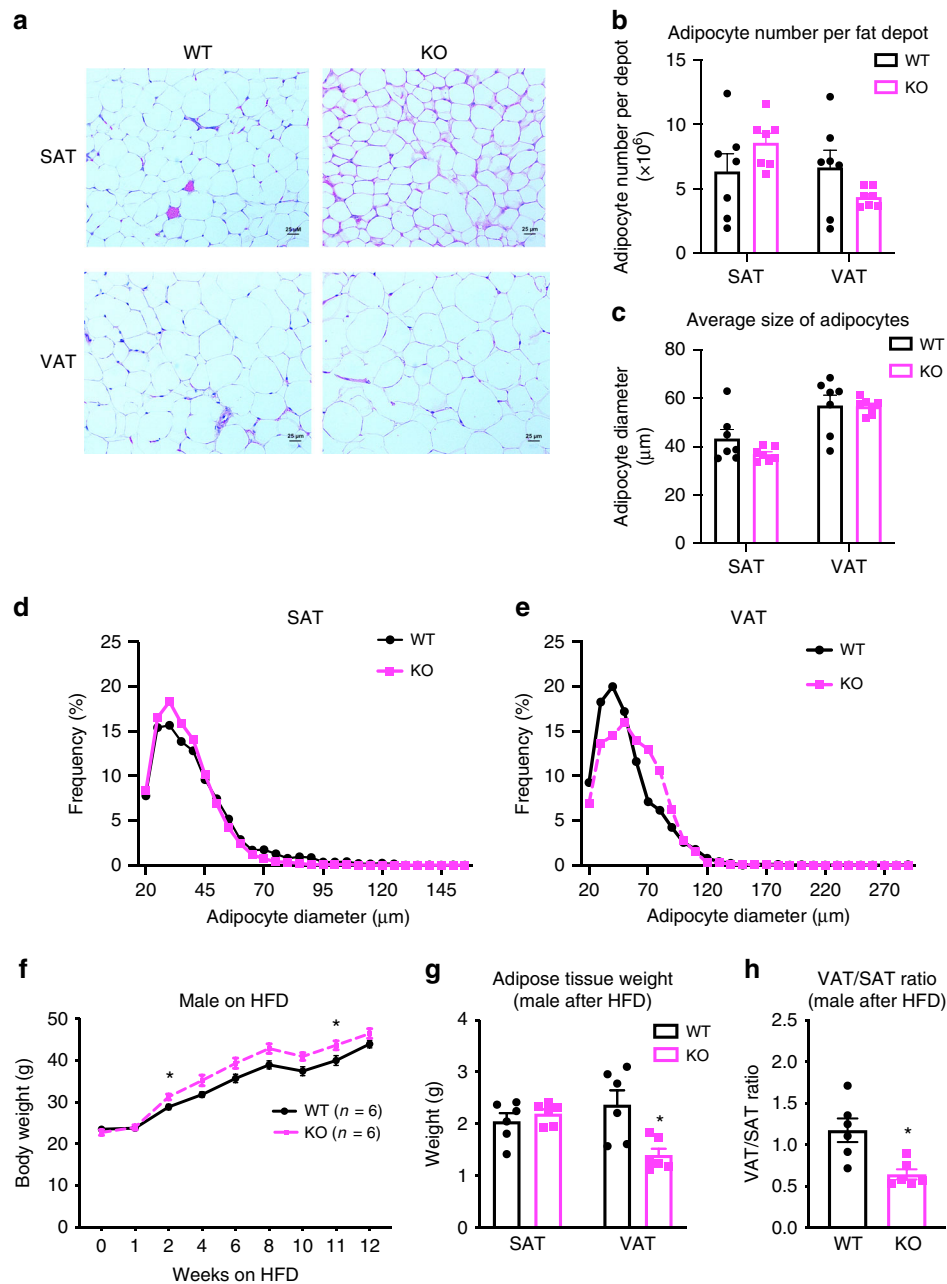 a
WT
KO
SAT
VAT
25 μM
25 μm
25 μm
25 μm
b
Adipocyte number per fat depot
Adipocyte number per depot
(×10⁶)
15
10
5
0
SAT
VAT
WT
KO
c
Average size of adipocytes
Adipocyte diameter
(μm)
80
60
40
20
0
SAT
VAT
WT
KO
d
SAT
Frequency (%)
25
20
15
10
5
0
20
45
70
95
120
145
Adipocyte diameter (μm)
WT
KO
e
VAT
Frequency (%)
25
20
15
10
5
0
20
70
120
170
220
270
Adipocyte diameter (μm)
WT
KO
f
Male on HFD
Body weight (g)
50
40
30
20
10
0
*
*
WT (n = 6)
KO (n = 6)
0
1
2
4
6
8
10
11
12
Weeks on HFD
g
Adipose tissue weight
(male after HFD)
Weight (g)
4
3
2
1
0
*
SAT
VAT
WT
KO
h
VAT/SAT ratio
(male after HFD)
VAT/SAT ratio
2.5
2.0
1.5
1.0
0.5
0
*
WT
KO